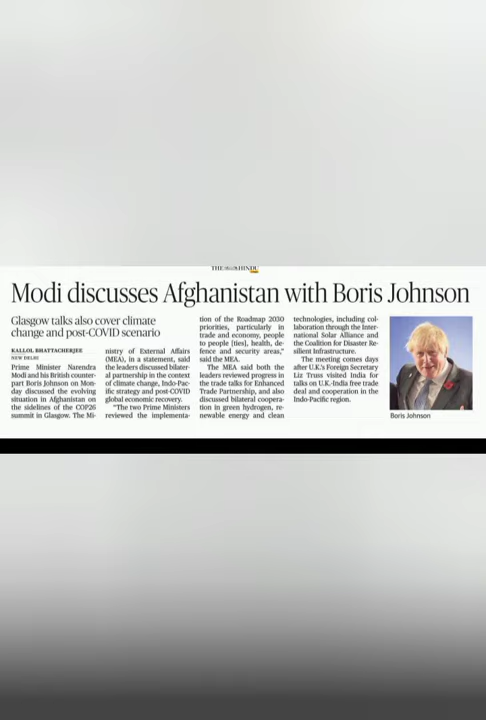 THE HINDU
Modi discusses Afghanistan with Boris Johnson
Glasgow talks also cover climate
change and post-COVID scenario
KALLOL BHATTACHERJEE
NEW DELHI
Prime Minister Narendra
Modi and his British counter-
part Boris Johnson on Mon-
day discussed the evolving
situation in Afghanistan on
the sidelines of the COP26
summit in Glasgow. The Mi-
nistry of External Affairs
(MEA), in a statement, said
the leaders discussed bilater-
al partnership in the context
of climate change, Indo-Pac-
ific strategy and post-COVID
global economic recovery.
"The two Prime Ministers
reviewed the implementa-
tion of the Roadmap 2030
priorities, particularly in
trade and economy, people
to people [ties], health, de-
fence and security areas,"
said the MEA.
The MEA said both the
leaders reviewed progress in
the trade talks for Enhanced
Trade Partnership, and also
discussed bilateral coopera-
tion in green hydrogen, re-
newable energy and clean
technologies, including col-
laboration through the Inter-
national Solar Alliance and
the Coalition for Disaster Re-
silient Infrastructure.
The meeting comes days
after U.K.'s Foreign Secretary
Liz Truss visited India for
talks on U.K.-India free trade
deal and cooperation in the
Indo-Pacific region.
Boris Johnson